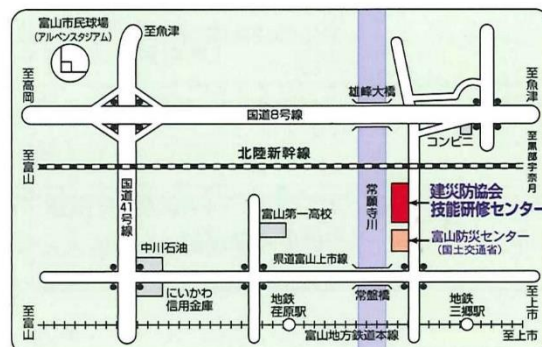 富山市民球場
(アルペンスタジアム)
至魚津
至高岡
雄峰大橋
至魚津
国道8号線
コンビニ
至富山
北陸新幹線
至黒部宇奈月
国道41号線
富山第一高校
常願寺川
建災防協会
技能研修センター
富山防災センター
(国土交通省)
中川石油
県道富山上市線
にいかわ
信用金庫
常盤橋
至上市
地鉄
荏原駅
地鉄
三郷駅
至富山
富山地方鉄道本線
至上市